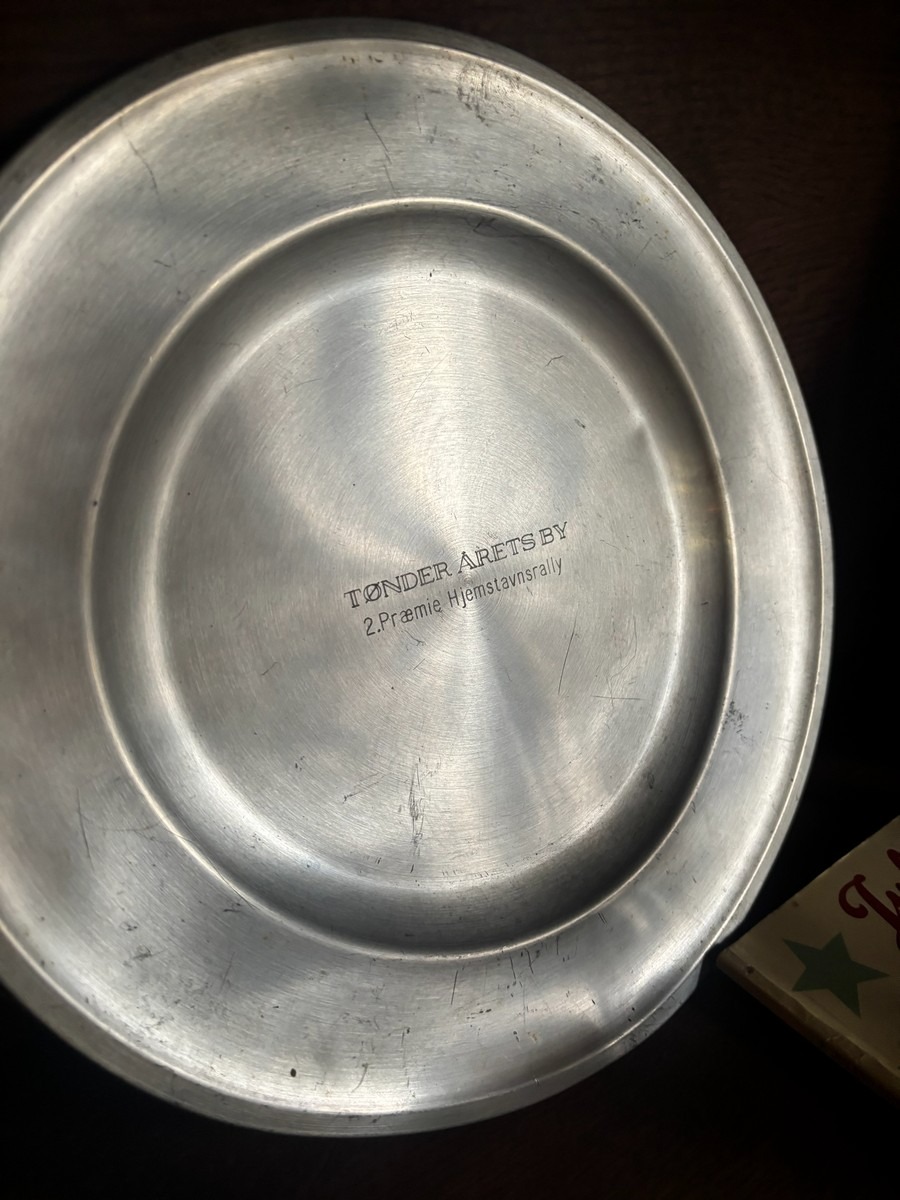 TØNDER ÅRETS BY
2.Præmie Hjemstavnsrally